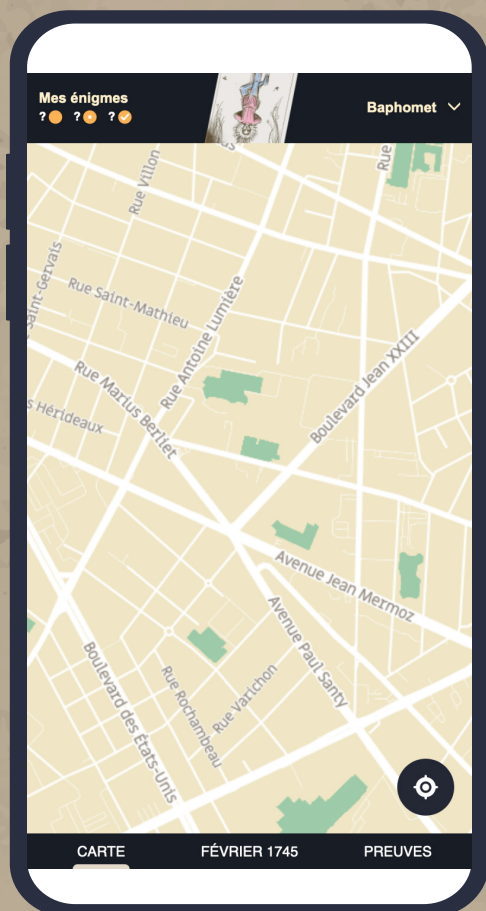 Mes énigmes
? ? ?
Baphomet
Rue Villon
Rue
Saint-Gervais
Rue Saint-Mathieu
Rue Antoine Lumière
Rue Marius Berliet
s Hérideaux
Boulevard Jean XXIII
Avenue Jean Mermoz
Avenue Paul Santy
Boulevard des États-Unis
Rue Rochambeau
Rue Varichon
CARTE
FÉVRIER 1745
PREUVES